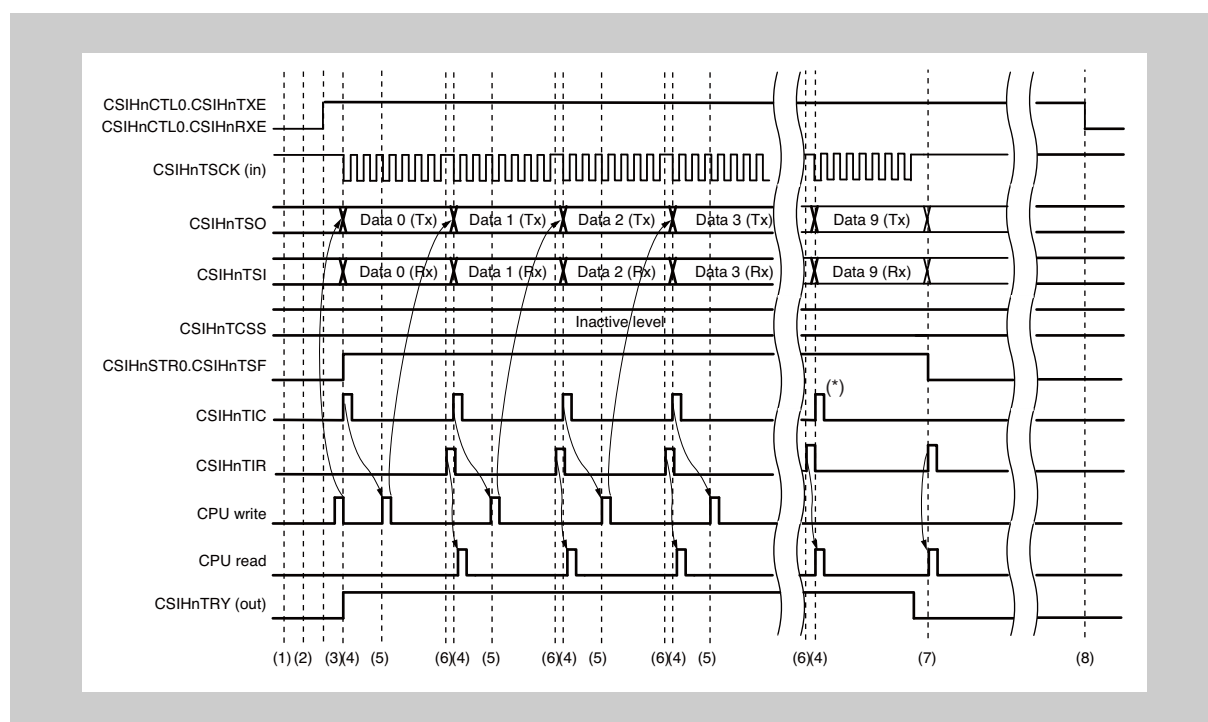 CSIHnCTL0.CSIHnTXE
CSIHnCTL0.CSIHnRXE
CSIHnTSCK (in)
CSIHnTSO Data 0 (Tx) Data 1 (Tx) Data 2 (Tx) Data 3 (Tx) Data 9 (Tx)
CSIHnTSI Data 0 (Rx) Data 1 (Rx) Data 2 (Rx) Data 3 (Rx) Data 9 (Rx)
CSIHnTCSS Inactive level
CSIHnSTR0.CSIHnTSF
CSIHnTIC (*)
CSIHnTIR
CPU write
CPU read
CSIHnTRY (out)
(1) (2) (3)(4) (5) (6)(4) (5) (6)(4) (5) (6)(4) (5) (6)(4) (7) (8)